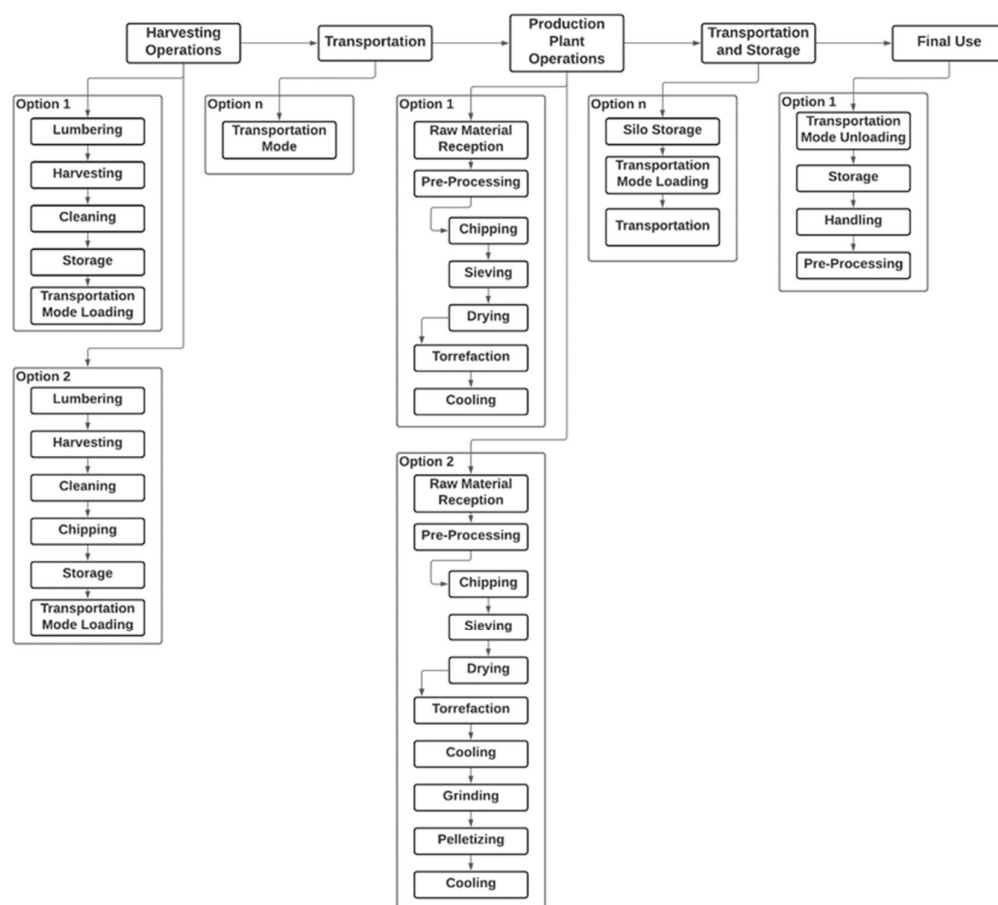 Harvesting
Operations
Transportation
Production
Plant
Operations
Transportation
and Storage
Final Use
Option 1
Lumbering
Harvesting
Cleaning
Storage
Transportation
Mode Loading
Option 2
Lumbering
Harvesting
Cleaning
Chipping
Storage
Transportation
Mode Loading
Option n
Transportation
Mode
Option 1
Raw Material
Reception
Pre-Processing
Chipping
Sieving
Drying
Torrefaction
Cooling
Option 2
Raw Material
Reception
Pre-Processing
Chipping
Sieving
Drying
Torrefaction
Cooling
Grinding
Pelletizing
Cooling
Option n
Silo Storage
Transportation
Mode Loading
Transportation
Option 1
Transportation
Mode Unloading
Storage
Handling
Pre-Processing